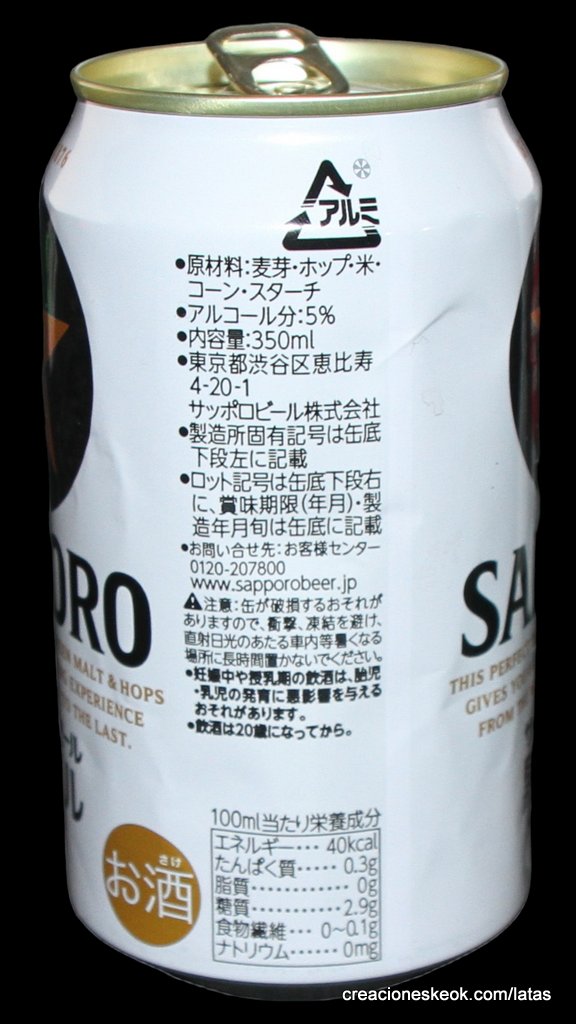 アルミ
●原材料:麦芽・ホップ・米・
コーン・スターチ
●アルコール分:5%
●内容量:350ml
●東京都渋谷区恵比寿
4-20-1
サッポロビール株式会社
●製造所固有記号は缶底
下段左に記載
●ロット記号は缶底下段右
に、賞味期限(年月)・製
造年月旬は缶底に記載
●お問い合せ先:お客様センター
0120-207800
www.sapporobeer.jp
⚠注意:缶が破損するおそれが
ありますので、衝撃、凍結を避け、
直射日光のあたる車内等暑くなる
場所に長時間置かないでください。
●妊娠中や授乳期の飲酒は、胎児
・乳児の発育に悪影響を与える
おそれがあります。
●飲酒は20歳になってから。
ORO
MALT & HOPS
EXPERIENCE
THE LAST.
ール
ル
SA
THIS PERFE
GIVES YO
FROM TH
さけ
お酒
100ml当たり栄養成分
エネルギー… 40kcal
たんぱく質…… 0.3g
脂質………… 0g
糖質………… 2.9g
食物繊維… 0~0.1g
ナトリウム…… 0mg
creacioneskeok.com/latas